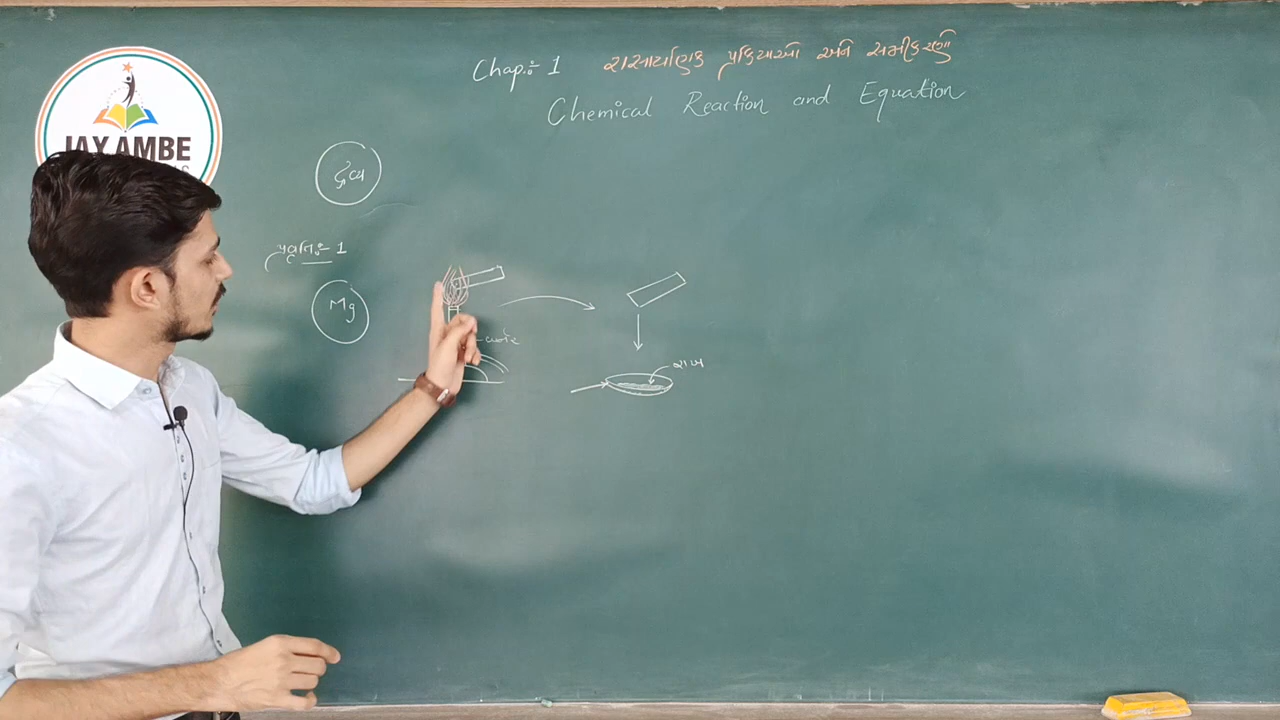 Chap:- 1 રાસાયણિક પ્રક્રિયાઓ અને સમીકરણો
Chemical Reaction and Equation
JAY AMBE
દ્રવ્ય
પ્રવૃતિ:- 1
Mg
રાખ